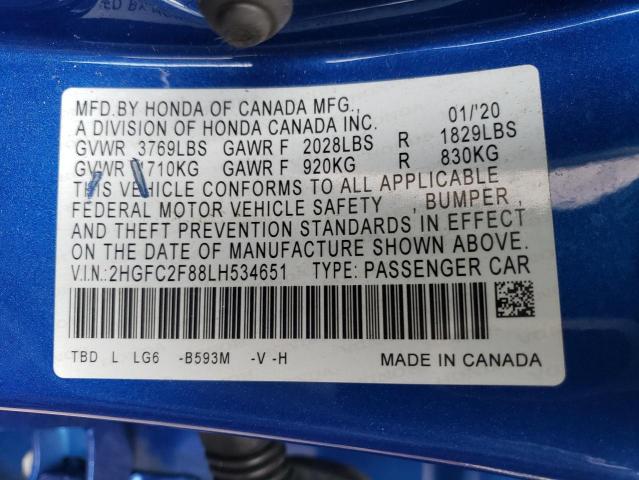 MFD.BY HONDA OF CANADA MFG., 01/'20
A DIVISION OF HONDA CANADA INC.
GVWR 3769LBS GAWR F 2028LBS R 1829LBS
GVWR 1710KG GAWR F 920KG R 830KG
THIS VEHICLE CONFORMS TO ALL APPLICABLE
FEDERAL MOTOR VEHICLE SAFETY , BUMPER ,
AND THEFT PREVENTION STANDARDS IN EFFECT
ON THE DATE OF MANUFACTURE SHOWN ABOVE.
V.I.N.:2HGFC2F88LH534651 TYPE: PASSENGER CAR
TBD L LG6 -B593M -V -H MADE IN CANADA